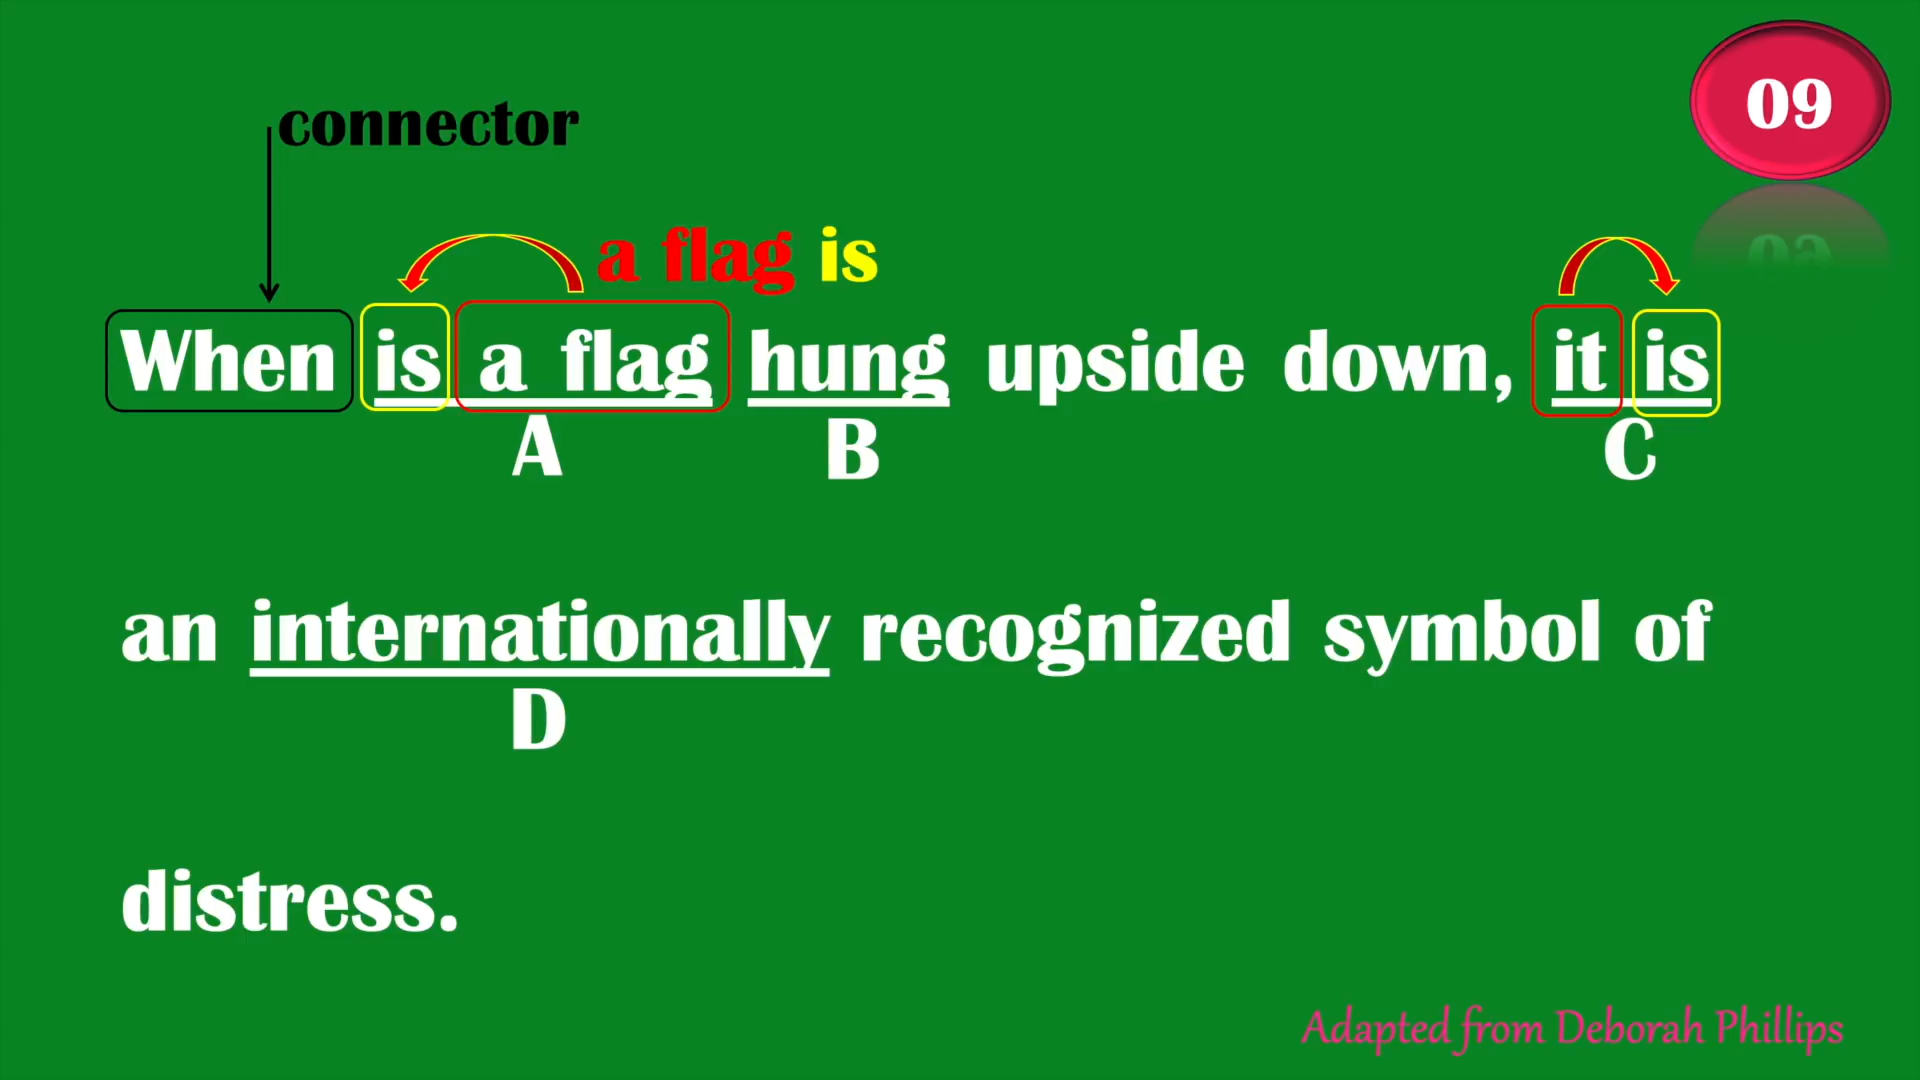 09
connector
a flag is
When is a flag hung upside down, it is
A B C
an internationally recognized symbol of
D
distress.
Adapted from Deborah Phillips